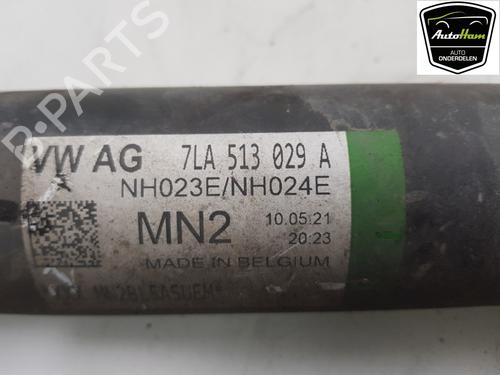 AutoHam
AUTO
ONDERDELEN
B-PARTS
VW AG 7LA 513 029 A
NH023E/NH024E
MN2 10.05:21
20:23
MADE IN BELGIUM